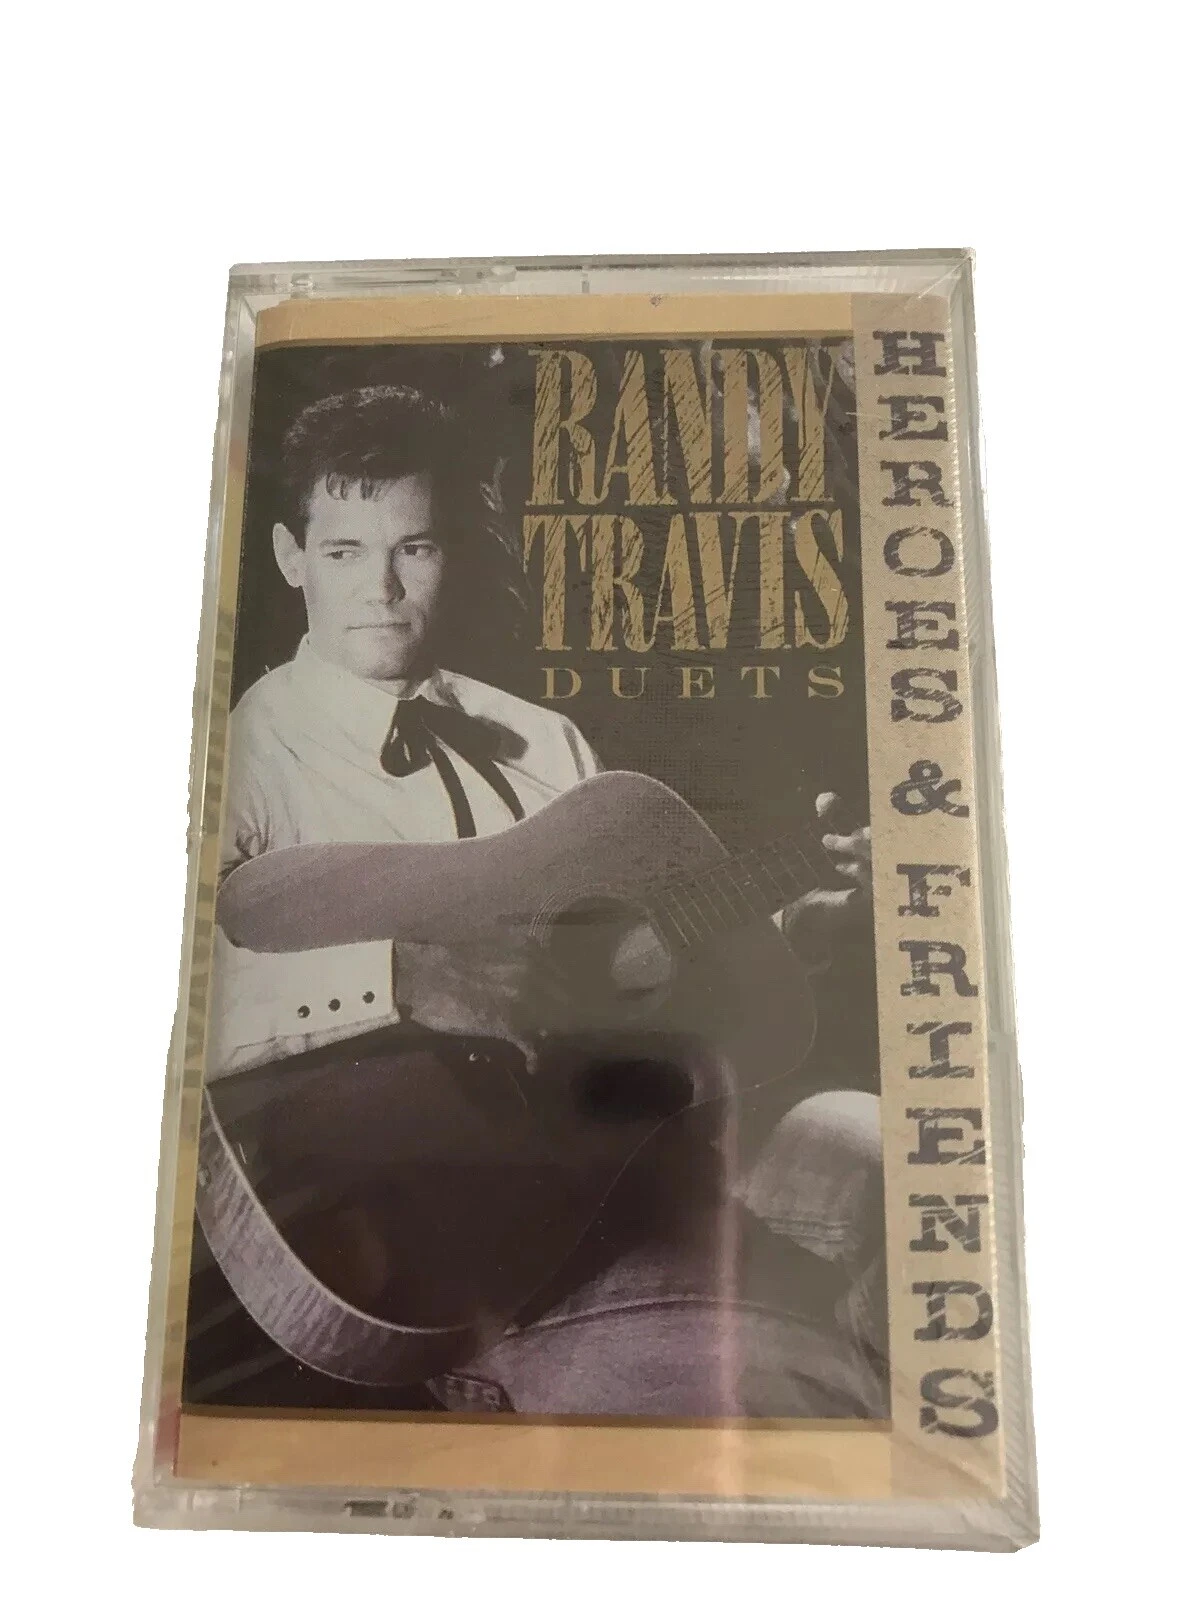 RANDY
TRAVIS
DUETS
HEROES & FRIENDS